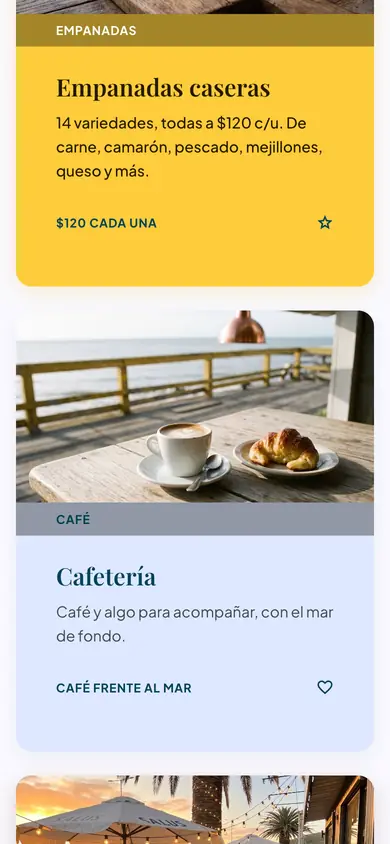 EMPANADAS
Empanadas caseras
14 variedades, todas a $120 c/u. De
carne, camarón, pescado, mejillones,
queso y más.
$120 CADA UNA
CAFÉ
Cafetería
Café y algo para acompañar, con el mar
de fondo.
CAFÉ FRENTE AL MAR